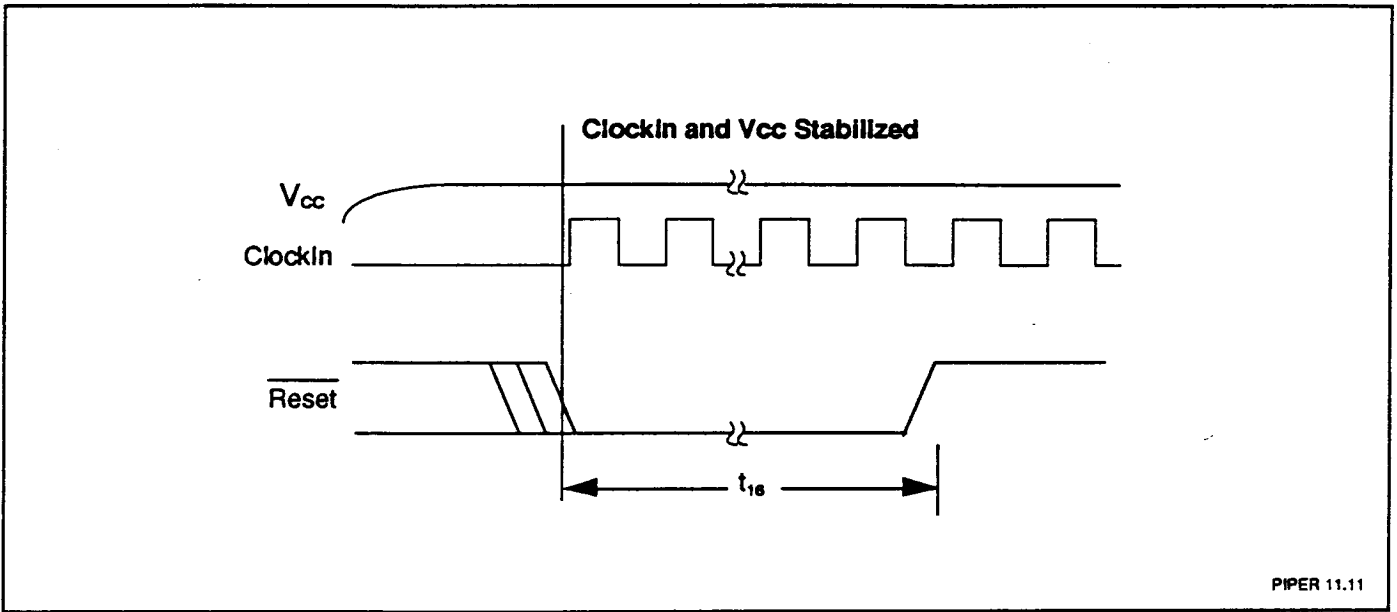 Clockin and Vcc Stabilized
Vcc
Clockin
Reset
t16
PIPER 11.11